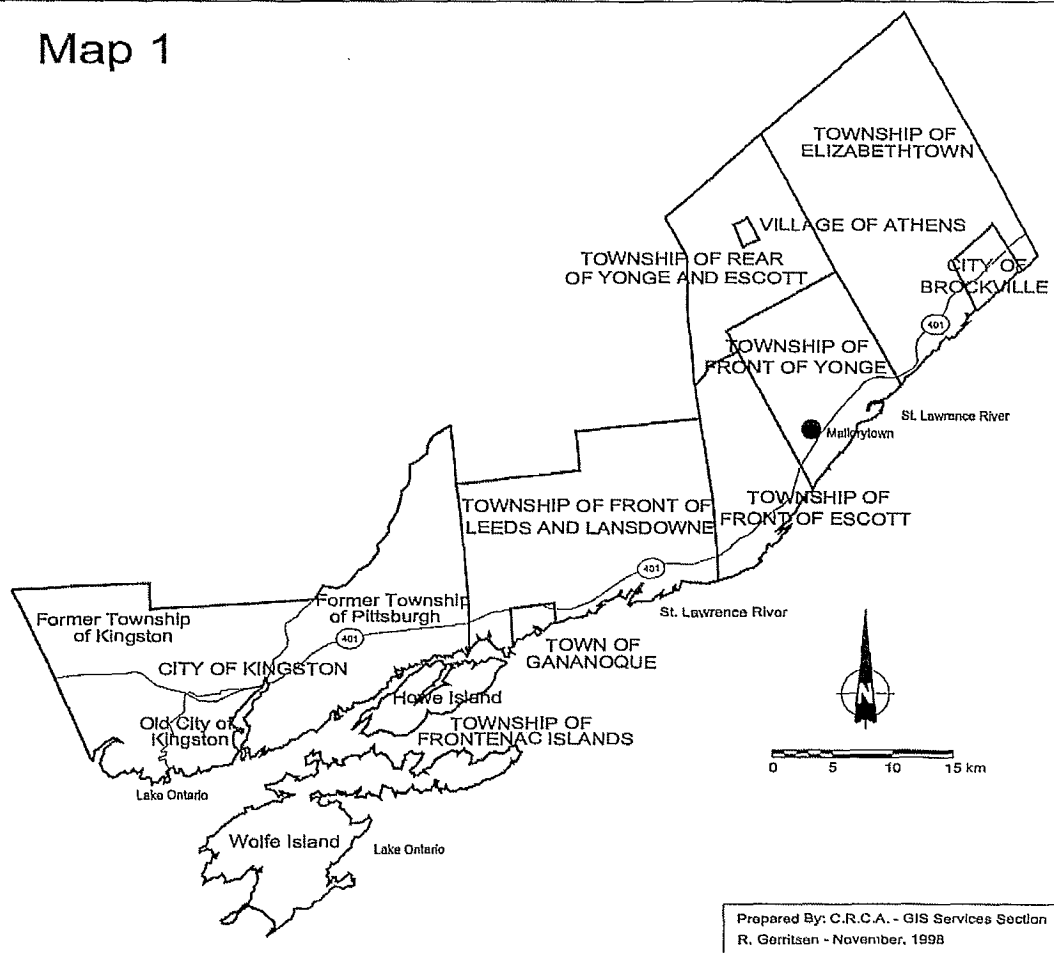 Map 1
TOWNSHIP OF
ELIZABETHTOWN
VILLAGE OF ATHENS
TOWNSHIP OF REAR
OF YONGE AND ESCOTT
CITY OF
BROCKVILLE
401
TOWNSHIP OF
FRONT OF YONGE
St. Lawrence River
Mallorytown
TOWNSHIP OF
FRONT OF ESCOTT
TOWNSHIP OF FRONT OF
LEEDS AND LANSDOWNE
401
St. Lawrence River
Former Township
of Kingston
Former Township
of Pittsburgh
401
TOWN OF
GANANOQUE
CITY OF KINGSTON
Howe Island
Old City of
Kingston
TOWNSHIP OF
FRONTENAC ISLANDS
N
0 5 10 15 km
Lake Ontario
Wolfe Island
Lake Ontario
Prepared By: C.R.C.A. - GIS Services Section
R. Gerritsen - November, 1998